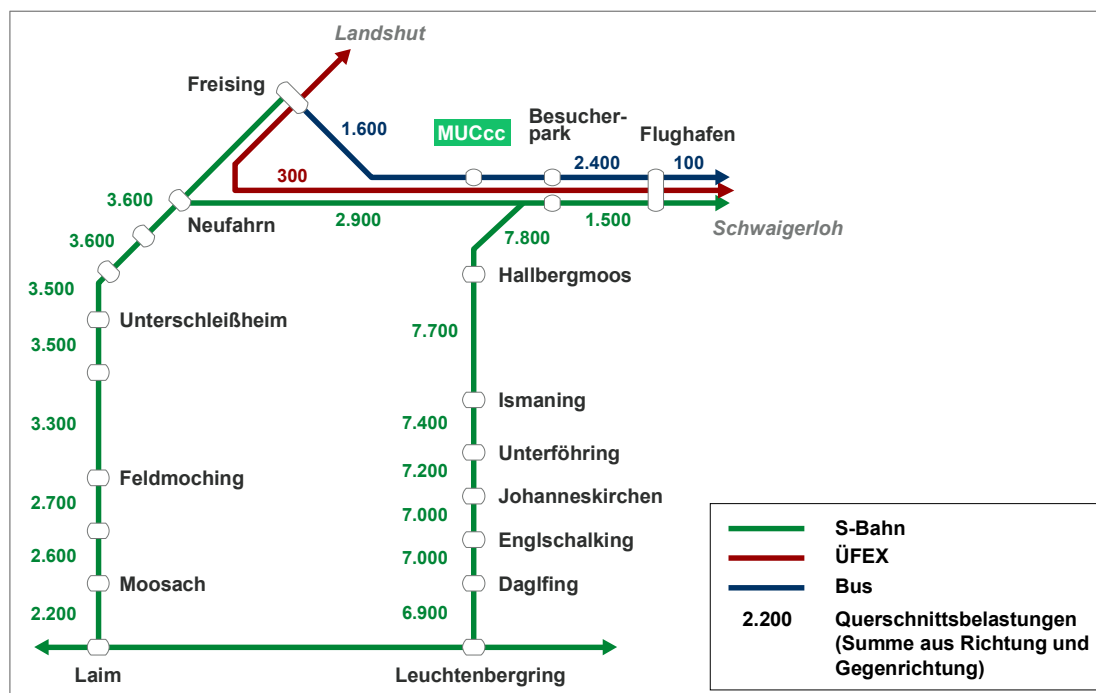 Landshut
Freising
1.600
MUCcc
Besucher-
park
Flughafen
2.400
100
300
3.600
Neufahrn
2.900
1.500
Schwaigerloh
3.600
7.800
3.500
Hallbergmoos
Unterschleißheim
7.700
3.500
Ismaning
3.300
7.400
Unterföhring
7.200
Feldmoching
Johanneskirchen
2.700
7.000
Englschalking
2.600
7.000
Moosach
Daglfing
2.200
6.900
Laim
Leuchtenbergring
S-Bahn
ÜFEX
Bus
2.200 Querschnittsbelastungen
(Summe aus Richtung und
Gegenrichtung)